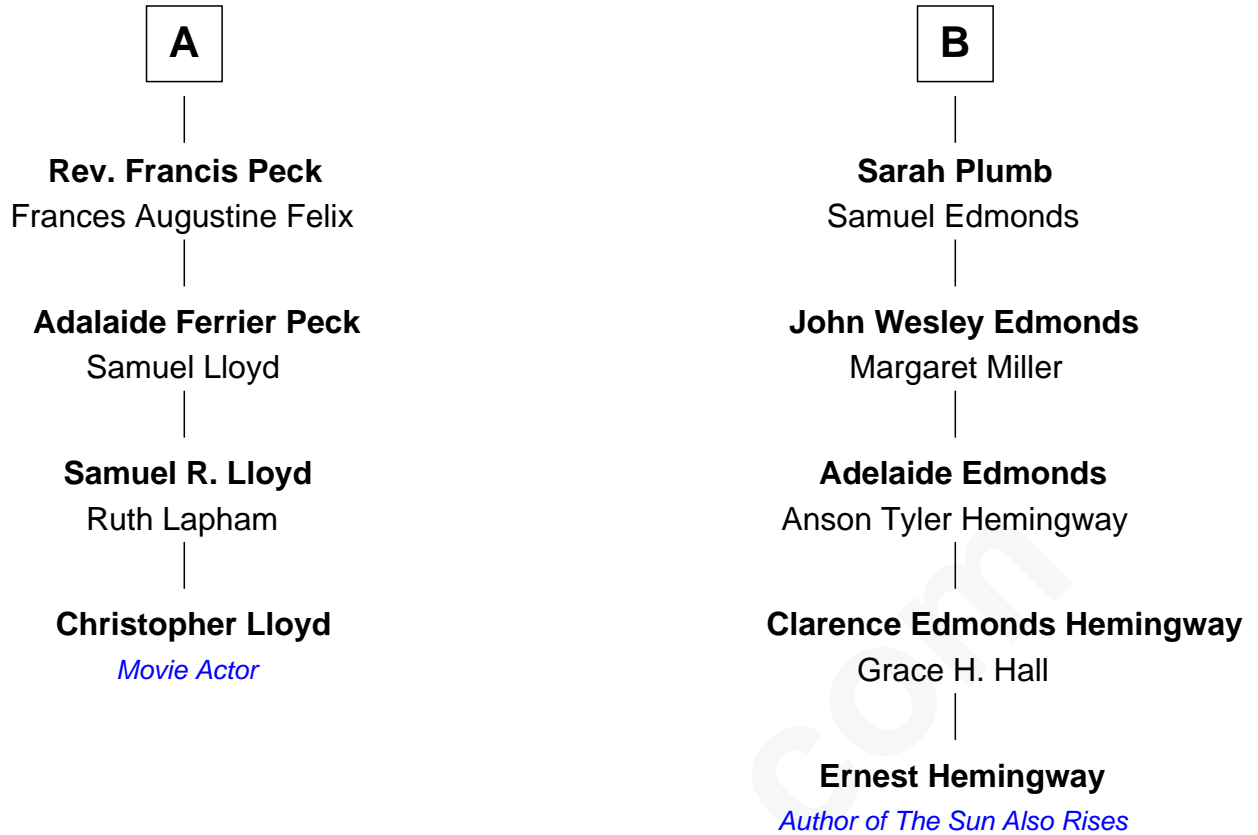 A
Rev. Francis Peck
Frances Augustine Felix
Adalaide Ferrier Peck
Samuel Lloyd
Samuel R. Lloyd
Ruth Lapham
Christopher Lloyd
Movie Actor
B
Sarah Plumb
Samuel Edmonds
John Wesley Edmonds
Margaret Miller
Adelaide Edmonds
Anson Tyler Hemingway
Clarence Edmonds Hemingway
Grace H. Hall
Ernest Hemingway
Author of The Sun Also Rises
com